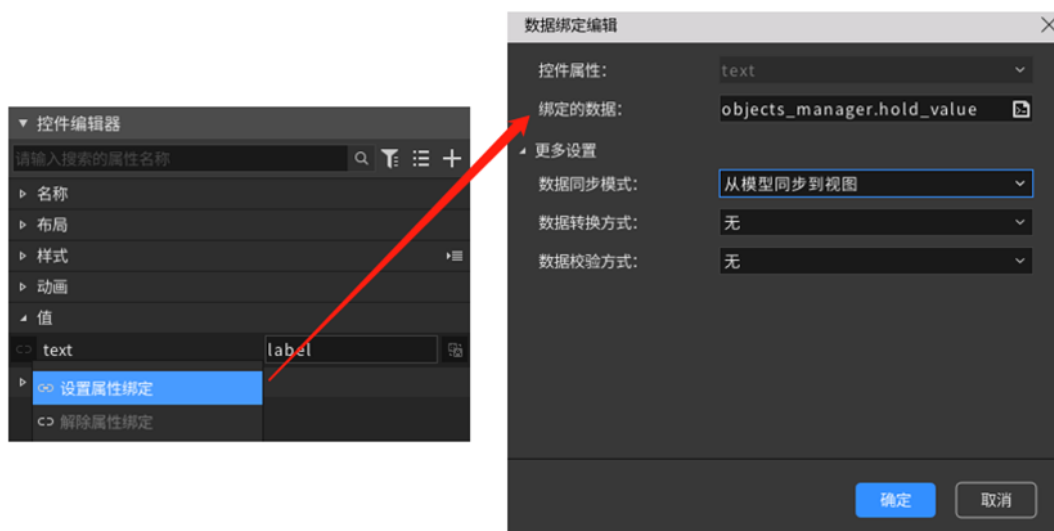 控件编辑器
请输入搜索的属性名称
名称
布局
样式
动画
值
text label
设置属性绑定
解除属性绑定
数据绑定编辑
控件属性： text
绑定的数据： objects_manager.hold_value
更多设置
数据同步模式： 从模型同步到视图
数据转换方式： 无
数据校验方式： 无
确定 取消